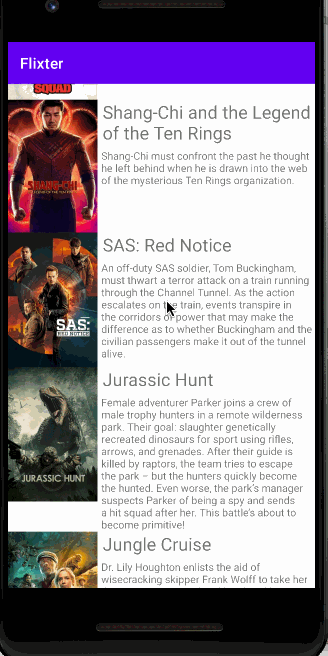 Flixter
SQUAD
Shang-Chi and the Legend
of the Ten Rings
Shang-Chi must confront the past he thought
he left behind when he is drawn into the web
of the mysterious Ten Rings organization.
SHANG-CHI
SAS: Red Notice
An off-duty SAS soldier, Tom Buckingham,
must thwart a terror attack on a train running
through the Channel Tunnel. As the action
escalates on the train, events transpire in
the corridors of power that may make the
difference as to whether Buckingham and the
civilian passengers make it out of the tunnel
alive.
SAS:
RED NOTICE
Jurassic Hunt
Female adventurer Parker joins a crew of
male trophy hunters in a remote wilderness
park. Their goal: slaughter genetically
recreated dinosaurs for sport using rifles,
arrows, and grenades. After their guide is
killed by raptors, the team tries to escape
the park – but the hunters quickly become
the hunted. Even worse, the park's manager
suspects Parker of being a spy and sends
a hit squad after her. This battle's about to
become primitive!
JURASSIC HUNT
Jungle Cruise
Dr. Lily Houghton enlists the aid of
wisecracking skipper Frank Wolff to take her